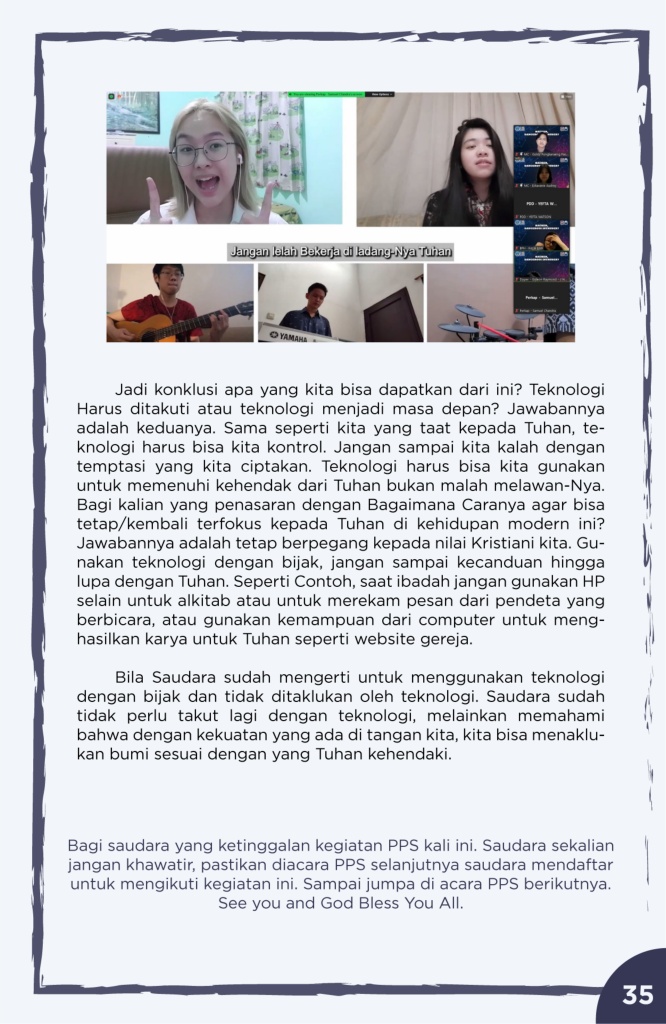 Jangan lelah Bekerja di ladang-Nya Tuhan
YAMAHA
Jadi konklusi apa yang kita bisa dapatkan dari ini? Teknologi
Harus ditakuti atau teknologi menjadi masa depan? Jawabannya
adalah keduanya. Sama seperti kita yang taat kepada Tuhan, te-
knologi harus bisa kita kontrol. Jangan sampai kita kalah dengan
temptasi yang kita ciptakan. Teknologi harus bisa kita gunakan
untuk memenuhi kehendak dari Tuhan bukan malah melawan-Nya.
Bagi kalian yang penasaran dengan Bagaimana Caranya agar bisa
tetap/kembali terfokus kepada Tuhan di kehidupan modern ini?
Jawabannya adalah tetap berpegang kepada nilai Kristiani kita. Gu-
nakan teknologi dengan bijak, jangan sampai kecanduan hingga
lupa dengan Tuhan. Seperti Contoh, saat ibadah jangan gunakan HP
selain untuk alkitab atau untuk merekam pesan dari pendeta yang
berbicara, atau gunakan kemampuan dari computer untuk meng-
hasilkan karya untuk Tuhan seperti website gereja.
Bila Saudara sudah mengerti untuk menggunakan teknologi
dengan bijak dan tidak ditaklukan oleh teknologi. Saudara sudah
tidak perlu takut lagi dengan teknologi, melainkan memahami
bahwa dengan kekuatan yang ada di tangan kita, kita bisa menaklu-
kan bumi sesuai dengan yang Tuhan kehendaki.
Bagi saudara yang ketinggalan kegiatan PPS kali ini. Saudara sekalian
jangan khawatir, pastikan diacara PPS selanjutnya saudara mendaftar
untuk mengikuti kegiatan ini. Sampai jumpa di acara PPS berikutnya.
See you and God Bless You All.
35